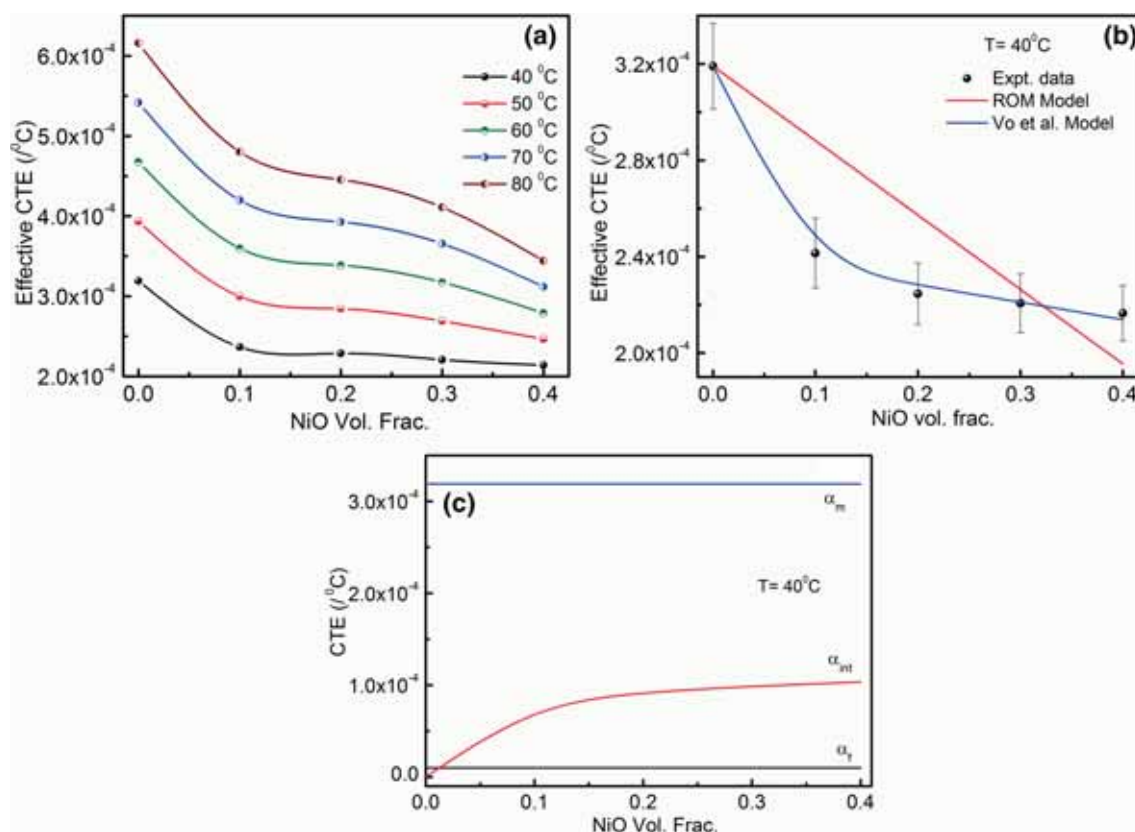 (a)
Effective CTE (/⁰C)
6.0x10⁻⁴
5.0x10⁻⁴
4.0x10⁻⁴
3.0x10⁻⁴
2.0x10⁻⁴
40 ⁰C
50 ⁰C
60 ⁰C
70 ⁰C
80 ⁰C
0.0 0.1 0.2 0.3 0.4
NiO Vol. Frac.
(b)
T= 40⁰C
Effective CTE (/⁰C)
3.2x10⁻⁴
2.8x10⁻⁴
2.4x10⁻⁴
2.0x10⁻⁴
Expt. data
ROM Model
Vo et al. Model
0.0 0.1 0.2 0.3 0.4
NiO vol. frac.
(c)
CTE (/⁰C)
3.0x10⁻⁴
2.0x10⁻⁴
1.0x10⁻⁴
0.0
αm
T= 40⁰C
αint
αf
0.0 0.1 0.2 0.3 0.4
NiO Vol. Frac.